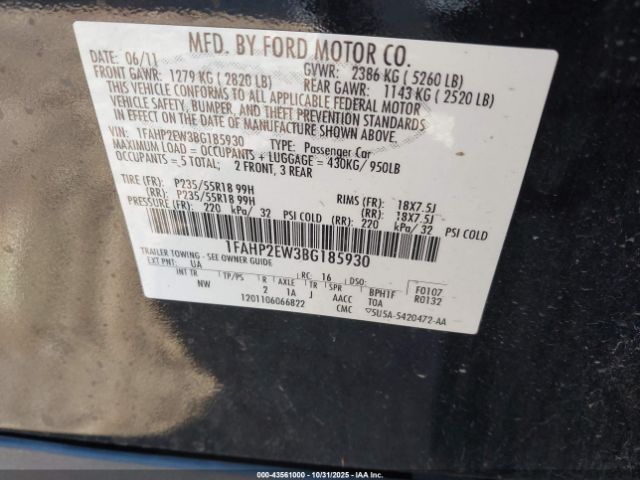 MFD. BY FORD MOTOR CO.
DATE: 06/11 GVWR: 2386 KG ( 5260 LB)
FRONT GAWR: 1279 KG ( 2820 LB) REAR GAWR: 1143 KG ( 2520 LB)
THIS VEHICLE CONFORMS TO ALL APPLICABLE FEDERAL MOTOR
VEHICLE SAFETY, BUMPER, AND THEFT PREVENTION STANDARDS
IN EFFECT ON THE DATE OF MANUFACTURE SHOWN ABOVE.
VIN: 1FAHP2EW3BG185930 TYPE: Passenger Car
MAXIMUM LOAD = OCCUPANTS + LUGGAGE = 430KG/ 950LB
OCCUPANTS = 5 TOTAL; 2 FRONT, 3 REAR
TIRE (FR): P235/55R18 99H RIMS (FR): 18X7.5J
(RR): P235/55R18 99H (RR): 18X7.5J
PRESSURE (FR): 220 kPa/ 32 PSI COLD (RR): 220 kPa/ 32 PSI COLD
1FAHP2EW3BG185930
TRAILER TOWING - SEE OWNER GUIDE
EXT PNT: UA RC: 16 DSO: F0107
INT TR TP/PS R AXLE TR SPR BPH1F R0132
NW 2 1A J AACC TOA
1201106066822 CMC 5U5A-5420472-AA
000-43561000 - 10/31/2025 - IAA Inc.